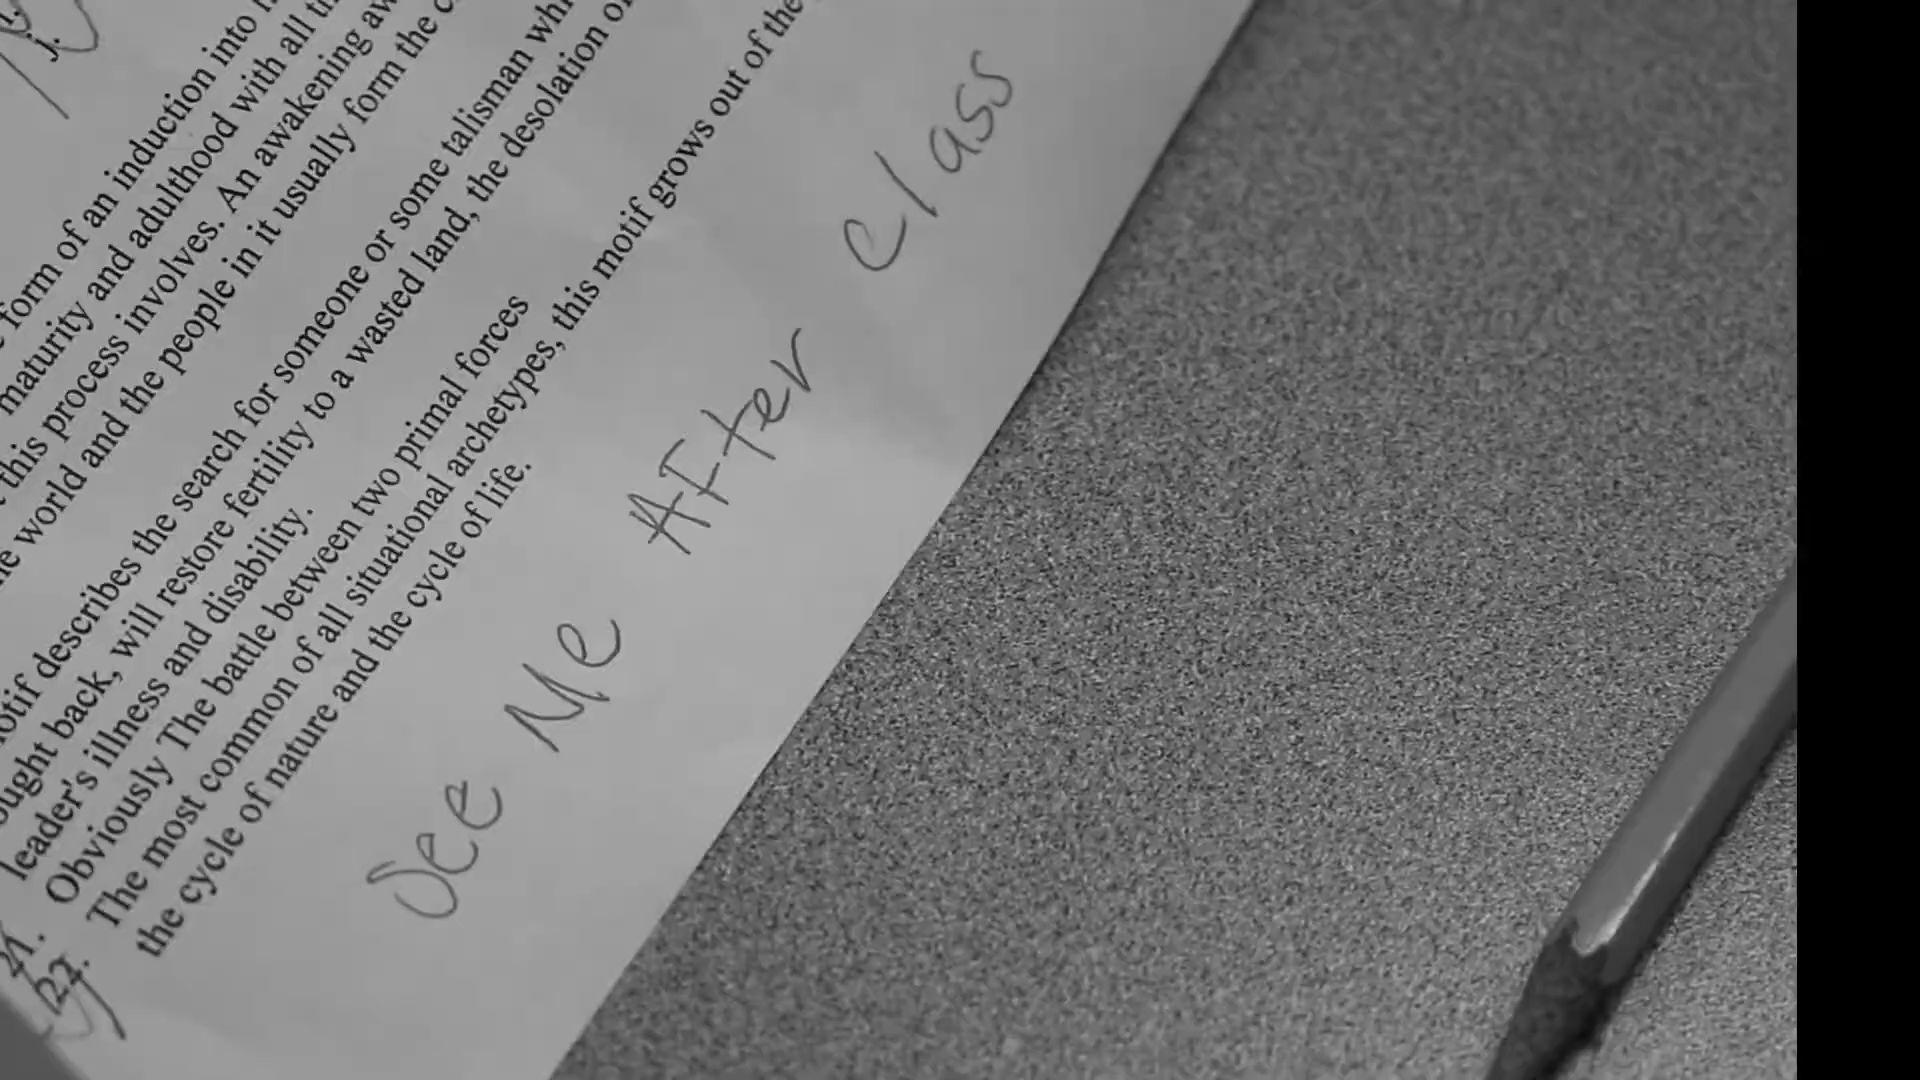 j.
form of an induction into
maturity and adulthood with all
this process involves. An awakening
world and the people in it usually form the
describes the search for someone or some talisman
back, will restore fertility to a wasted land, the desolation
leader's illness and disability.
21. Obviously The battle between two primal forces
22. The most common of all situational archetypes, this motif grows out of the
the cycle of nature and the cycle of life.
See Me AFter class